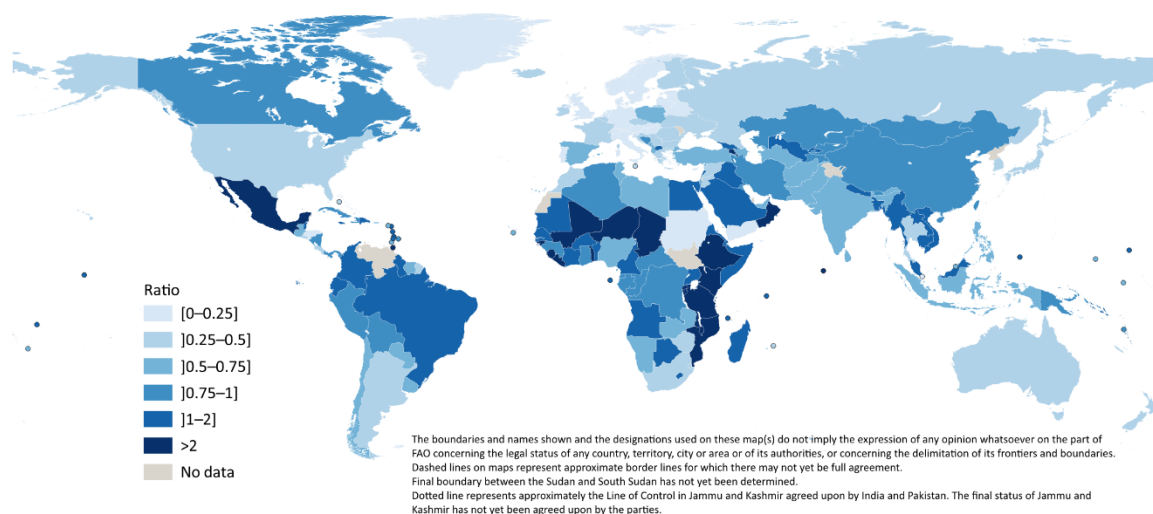 Ratio
[0–0.25]
]0.25–0.5]
]0.5–0.75]
]0.75–1]
]1–2]
>2
No data
The boundaries and names shown and the designations used on these map(s) do not imply the expression of any opinion whatsoever on the part of
FAO concerning the legal status of any country, territory, city or area or of its authorities, or concerning the delimitation of its frontiers and boundaries.
Dashed lines on maps represent approximate border lines for which there may not yet be full agreement.
Final boundary between the Sudan and South Sudan has not yet been determined.
Dotted line represents approximately the Line of Control in Jammu and Kashmir agreed upon by India and Pakistan. The final status of Jammu and
Kashmir has not yet been agreed upon by the parties.